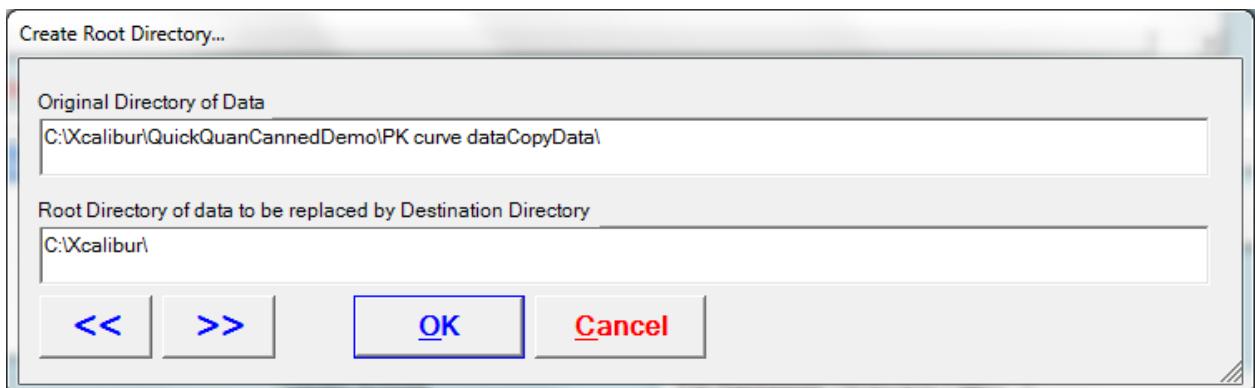 Create Root Directory...
Original Directory of Data
C:\Xcalibur\QuickQuanCannedDemo\PK curve dataCopyData\
Root Directory of data to be replaced by Destination Directory
C:\Xcalibur\
<< >> OK Cancel